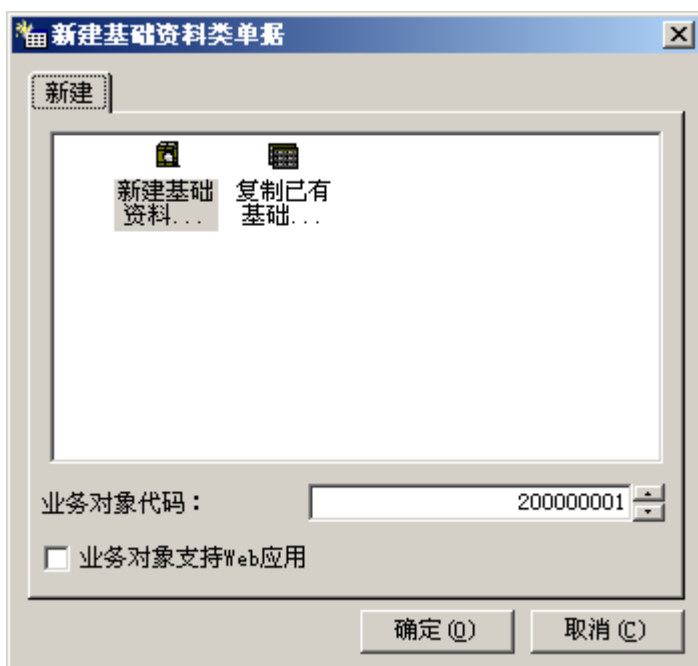 新建基础资料类单据
新建
新建基础
资料...
复制已有
基础...
业务对象代码：
200000001
业务对象支持Web应用
确定(O)
取消(C)